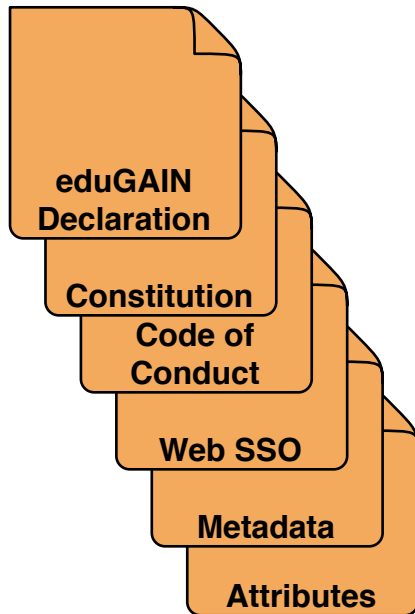 eduGAIN
Declaration
Constitution
Code of
Conduct
Web SSO
Metadata
Attributes